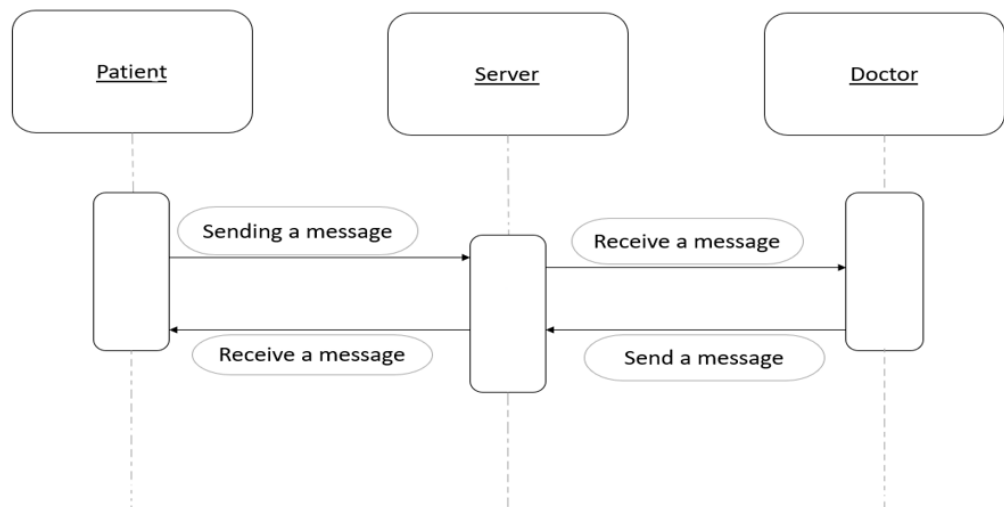 Patient
Server
Doctor
Sending a message
Receive a message
Receive a message
Send a message